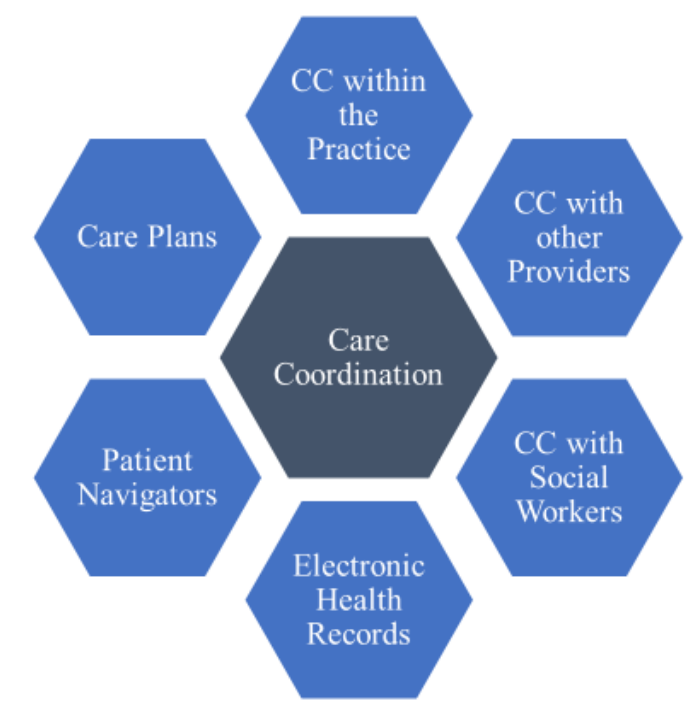 CC within
the
Practice
CC with
other
Providers
CC with
Social
Workers
Electronic
Health
Records
Patient
Navigators
Care Plans
Care
Coordination